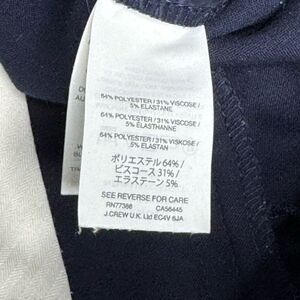 64% POLYESTER / 31% VISCOSE /
5% ELASTANE
64% POLYESTER / 31% VISCOSE /
5% ELASTHANNE
64% POLYESTER / 31% VISKOSE /
5% ELASTAN
ポリエステル 64% /
ビスコース 31% /
エラステーン 5%
SEE REVERSE FOR CARE
RN77388 CA56445
J.CREW U.K. Ltd EC4V 6JA